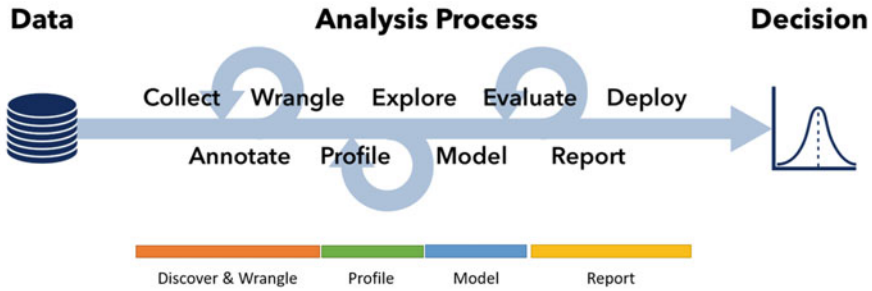 Data Analysis Process Decision
Collect Wrangle Explore Evaluate Deploy
Annotate Profile Model Report
Discover & Wrangle Profile Model Report